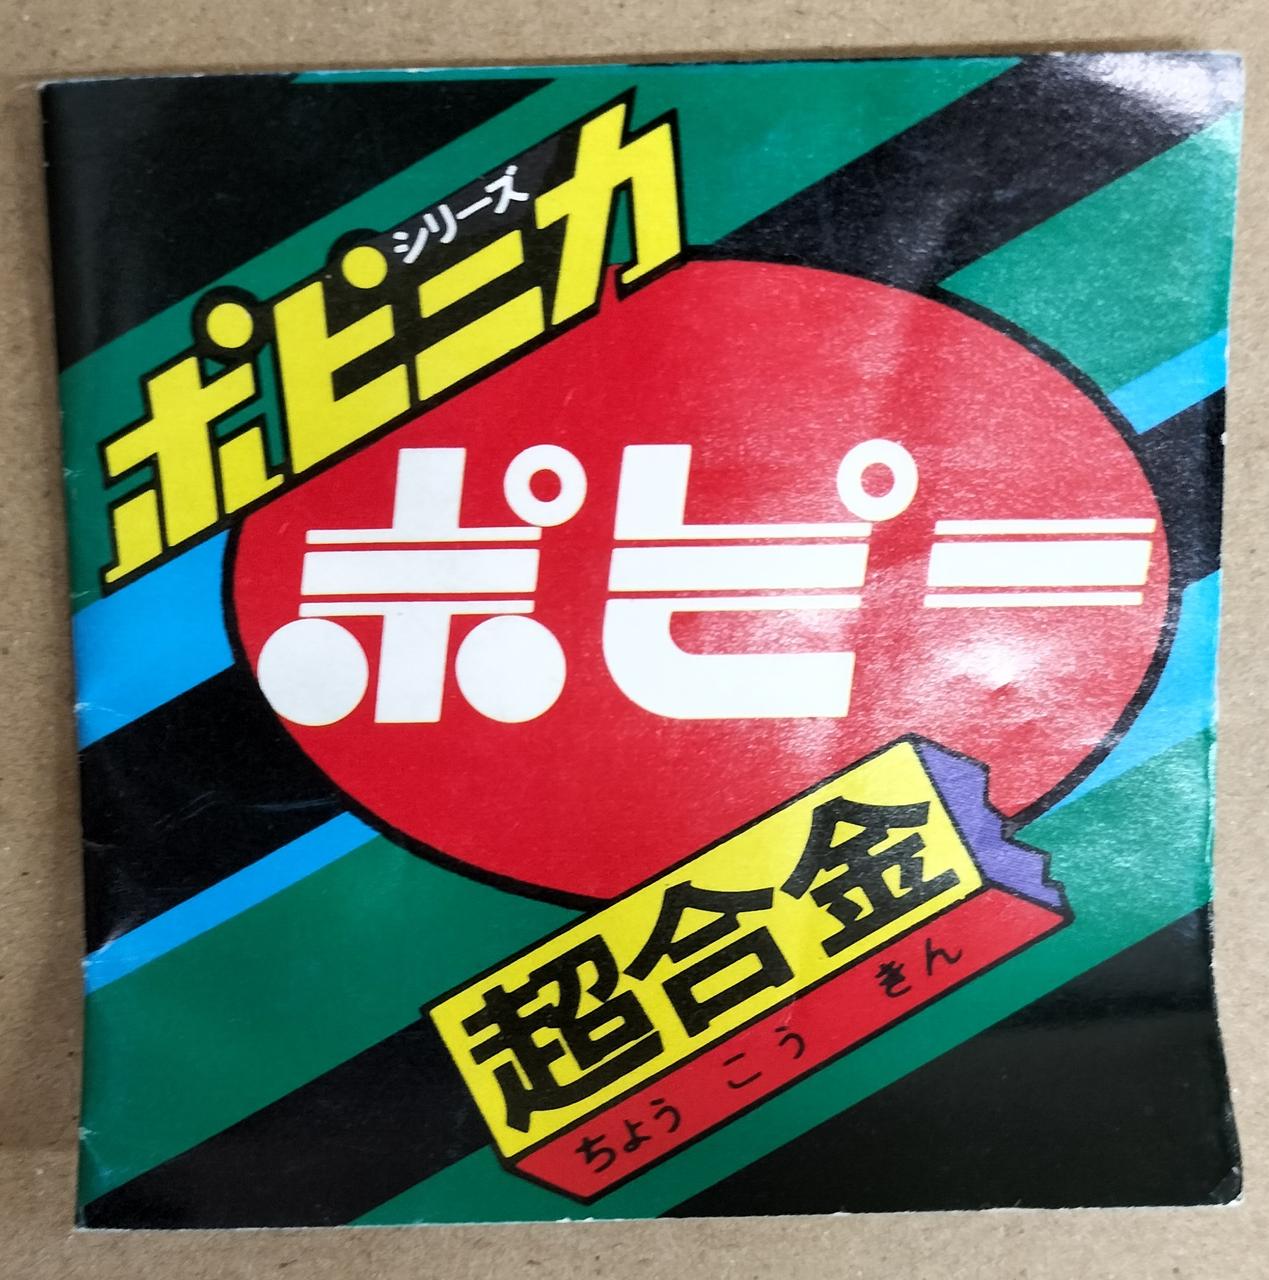 シリーズ
ポピニカ
ポピー
超合金
ちょうこうきん